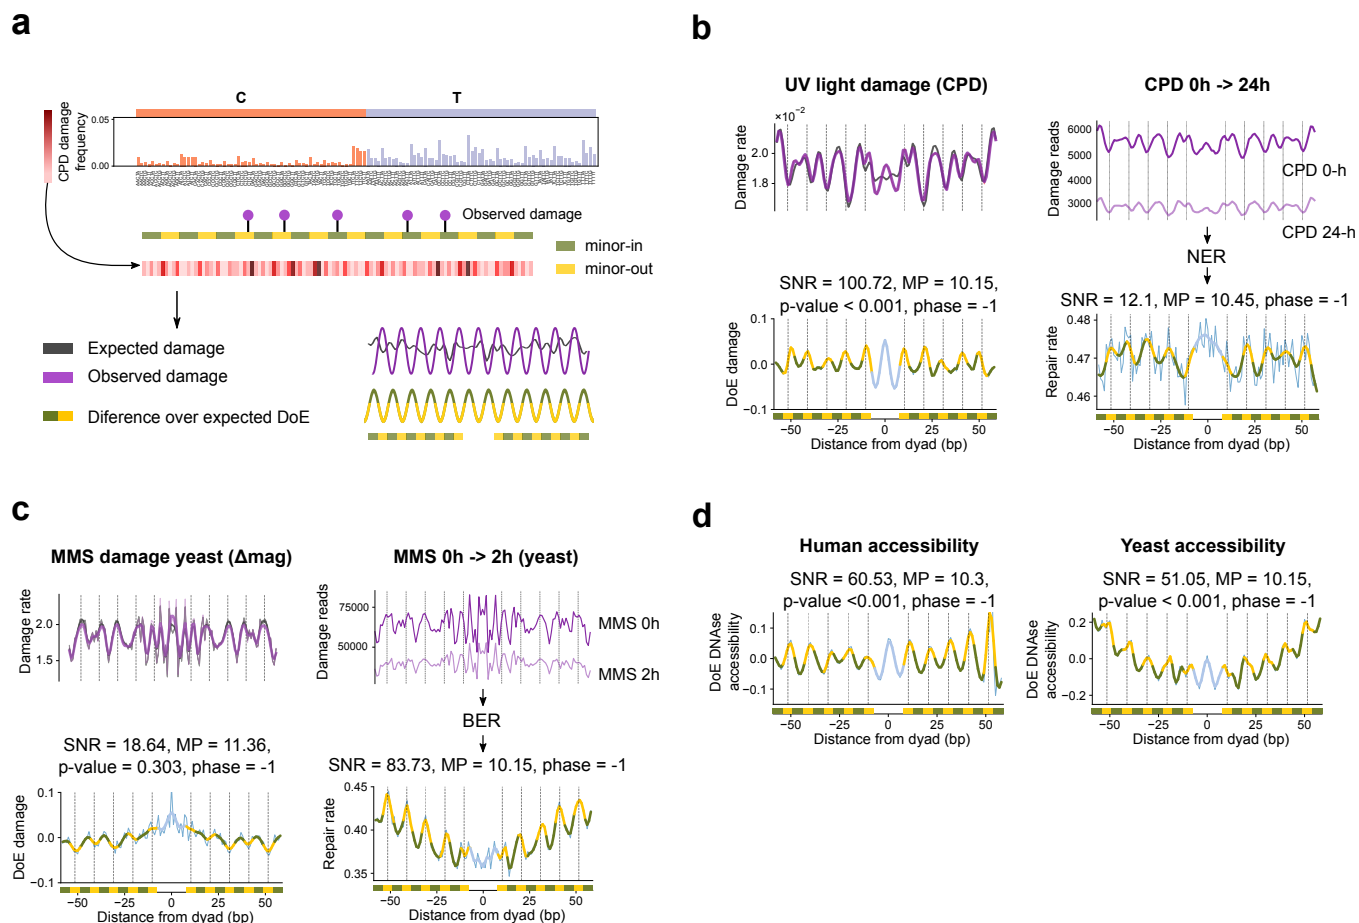 a
C
T
CPD damage
frequency
0.05
0.00
Observed damage
minor-in
minor-out
Expected damage
Observed damage
Diference over expected DoE
b
UV light damage (CPD)
×10⁻²
Damage rate
2.0
1.8
SNR = 100.72, MP = 10.15,
p-value < 0.001, phase = -1
DoE damage
0.1
0.0
−0.1
−50
−25
0
25
50
Distance from dyad (bp)
CPD 0h -> 24h
Damage reads
6000
5000
4000
3000
CPD 0-h
CPD 24-h
NER
SNR = 12.1, MP = 10.45, phase = -1
Repair rate
0.48
0.47
0.46
−50
−25
0
25
50
Distance from dyad (bp)
c
MMS damage yeast (Δmag)
Damage rate
2.0
1.5
SNR = 18.64, MP = 11.36,
p-value = 0.303, phase = -1
DoE damage
0.1
0.0
−0.1
−50
−25
0
25
50
Distance from dyad (bp)
MMS 0h -> 2h (yeast)
Damage reads
75000
50000
MMS 0h
MMS 2h
BER
SNR = 83.73, MP = 10.15, phase = -1
Repair rate
0.45
0.40
0.35
−50
−25
0
25
50
Distance from dyad (bp)
d
Human accessibility
SNR = 60.53, MP = 10.3,
p-value <0.001, phase = -1
DoE DNAse
accessibility
0.1
0.0
−0.1
−50
−25
0
25
50
Distance from dyad (bp)
Yeast accessibility
SNR = 51.05, MP = 10.15,
p-value < 0.001, phase = -1
DoE DNAse
accessibility
0.2
0.0
−0.2
−50
−25
0
25
50
Distance from dyad (bp)